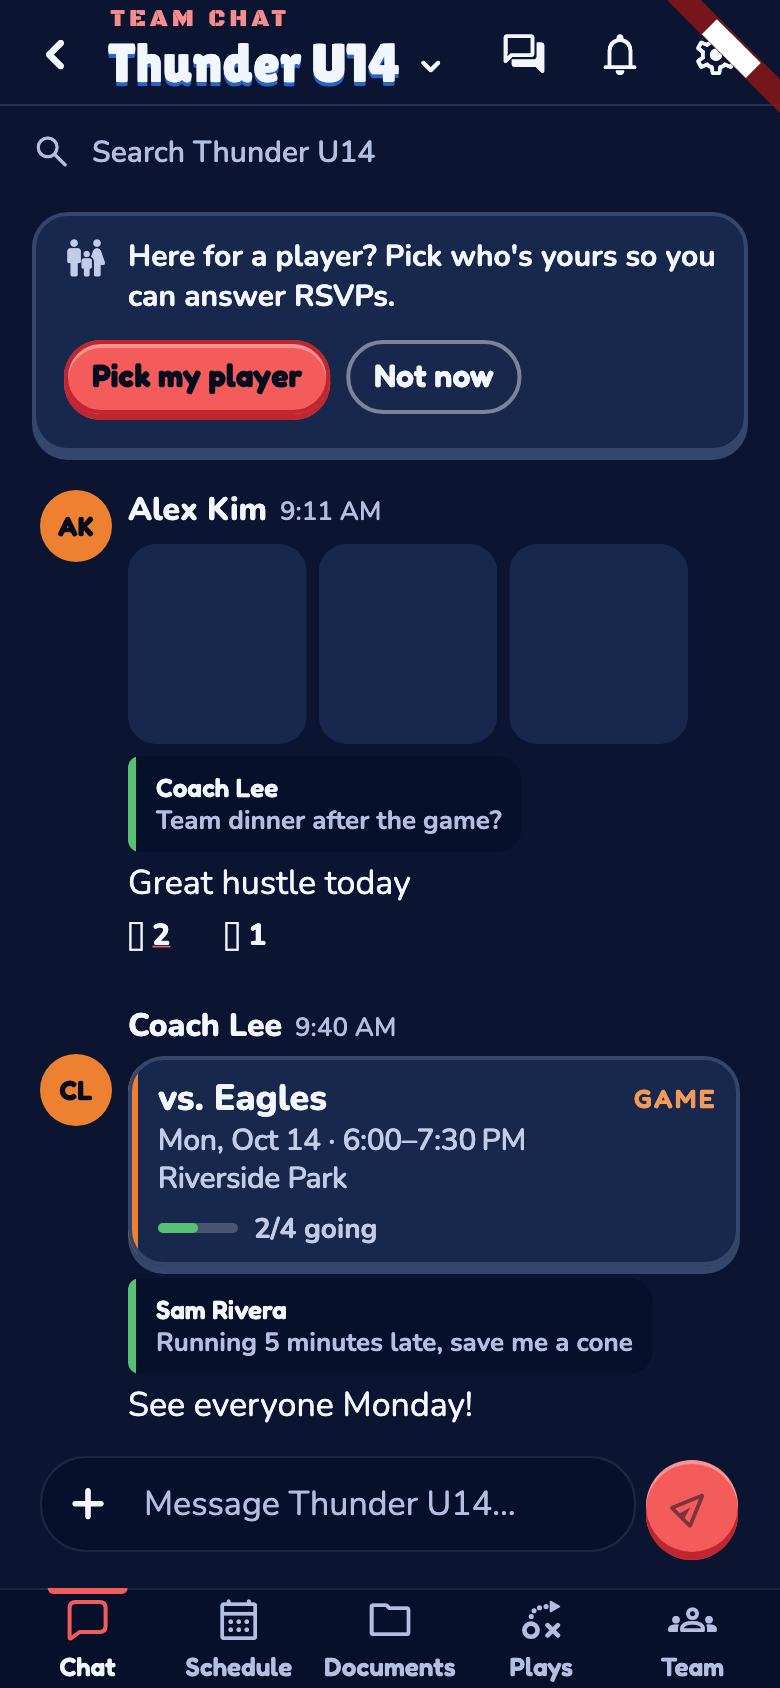 TEAM CHAT
Thunder U14
Search Thunder U14
Here for a player? Pick who's yours so you
can answer RSVPs.
Pick my player
Not now
AK
Alex Kim 9:11 AM
Coach Lee
Team dinner after the game?
Great hustle today
2 1
Coach Lee 9:40 AM
CL
vs. Eagles GAME
Mon, Oct 14 · 6:00–7:30 PM
Riverside Park
2/4 going
Sam Rivera
Running 5 minutes late, save me a cone
See everyone Monday!
Message Thunder U14...
Chat Schedule Documents Plays Team